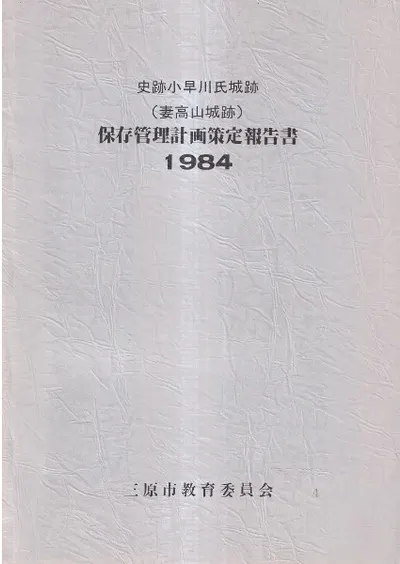 史跡小早川氏城跡
(妻高山城跡)
保存管理計画策定報告書
1984
三原市教育委員会